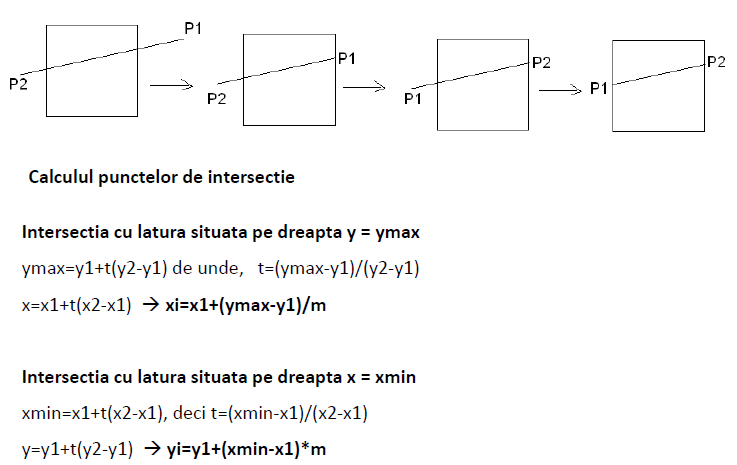 P1
P2
P1
P2
P2
P1
P2
P1
Calculul punctelor de intersectie
Intersectia cu latura situata pe dreapta y = ymax
ymax=y1+t(y2-y1) de unde, t=(ymax-y1)/(y2-y1)
x=x1+t(x2-x1) → xi=x1+(ymax-y1)/m
Intersectia cu latura situata pe dreapta x = xmin
xmin=x1+t(x2-x1), deci t=(xmin-x1)/(x2-x1)
y=y1+t(y2-y1) → yi=y1+(xmin-x1)*m